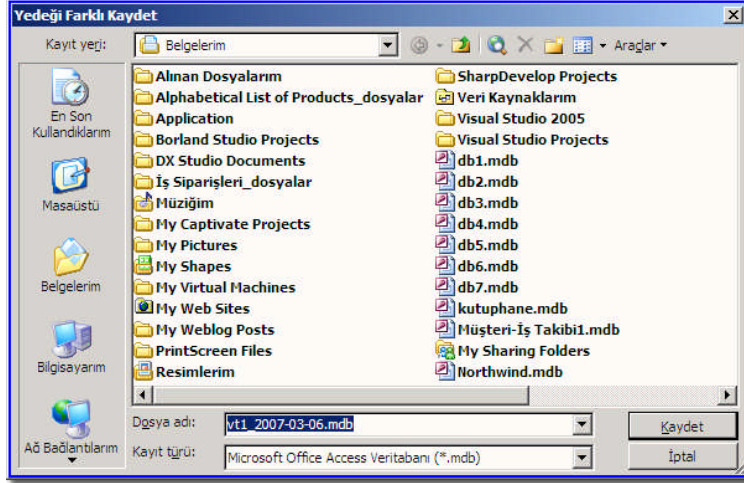 Yedeği Farklı Kaydet
Kayıt yeri: Belgelerim Araçlar
En Son Kullandıklarım
Masaüstü
Belgelerim
Bilgisayarım
Ağ Bağlantılarım
Alınan Dosyalarım
Alphabetical List of Products_dosyalar
Application
Borland Studio Projects
DX Studio Documents
İş Siparişleri_dosyalar
Müziğim
My Captivate Projects
My Pictures
My Shapes
My Virtual Machines
My Web Sites
My Weblog Posts
PrintScreen Files
Resimlerim
SharpDevelop Projects
Veri Kaynaklarım
Visual Studio 2005
Visual Studio Projects
db1.mdb
db2.mdb
db3.mdb
db4.mdb
db5.mdb
db6.mdb
db7.mdb
kutuphane.mdb
Müşteri-İş Takibi1.mdb
My Sharing Folders
Northwind.mdb
Dosya adı: vt1_2007-03-06.mdb Kaydet
Kayıt türü: Microsoft Office Access Veritabanı (*.mdb) İptal